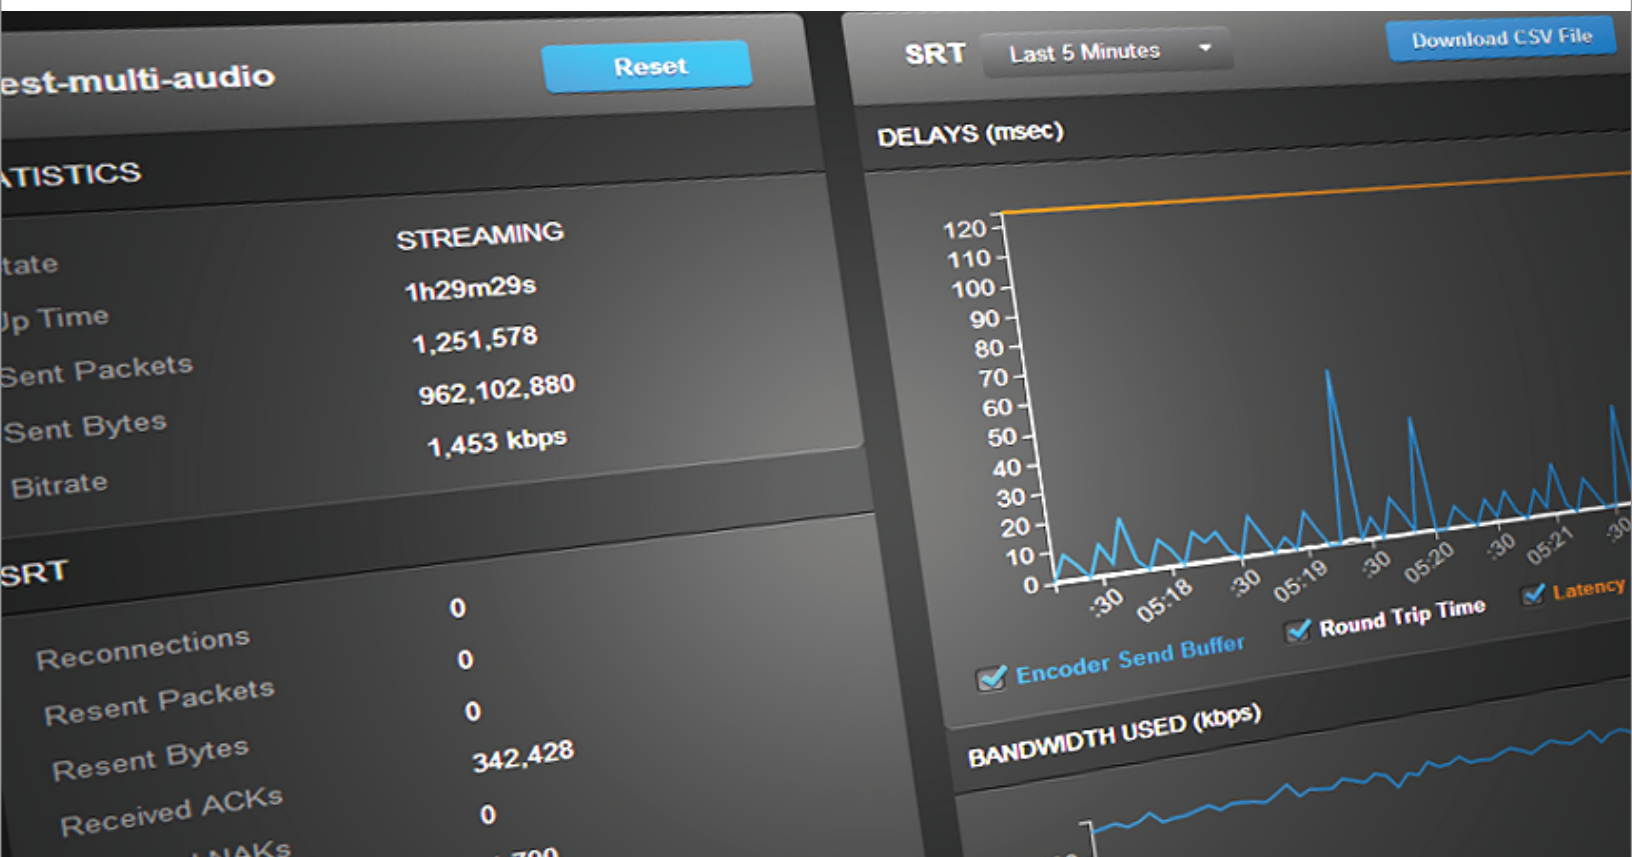 est-multi-audio
Reset
ATISTICS
tate
STREAMING
Up Time
1h29m29s
Sent Packets
1,251,578
Sent Bytes
962,102,880
Bitrate
1,453 kbps
SRT
Reconnections
0
Resent Packets
0
Resent Bytes
0
Received ACKs
342,428
NAKs
0
SRT
Last 5 Minutes
Download CSV File
DELAYS (msec)
120
110
100
90
80
70
60
50
40
30
20
10
0
:30
05:18
:30
05:19
:30
05:20
:30
05:21
:30
Encoder Send Buffer
Round Trip Time
Latency
BANDWIDTH USED (kbps)